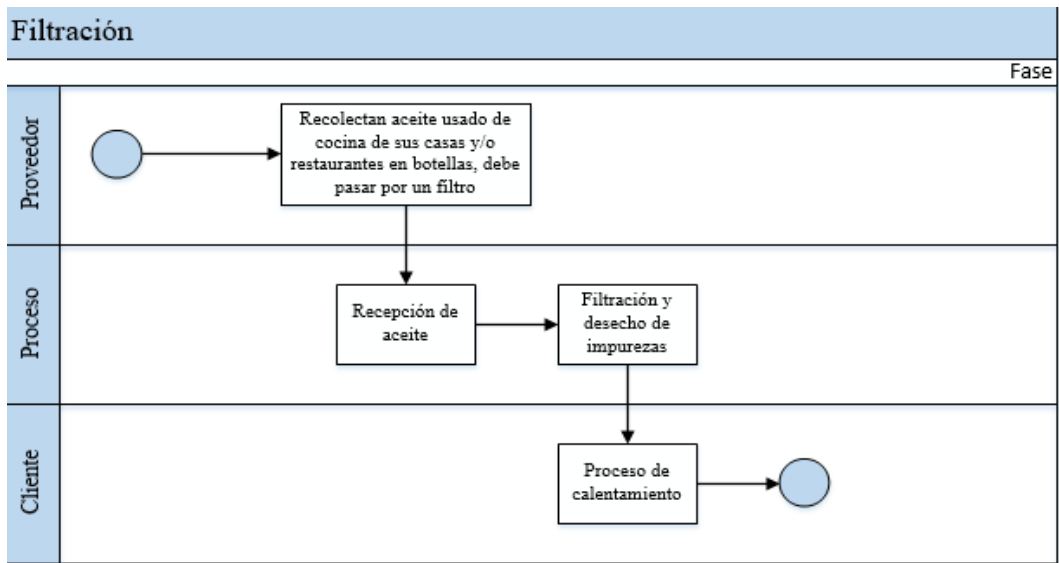 Filtración
Fase
Proveedor
Recolectan aceite usado de
cocina de sus casas y/o
restaurantes en botellas, debe
pasar por un filtro
Proceso
Recepción de
aceite
Filtración y
desecho de
impurezas
Cliente
Proceso de
calentamiento